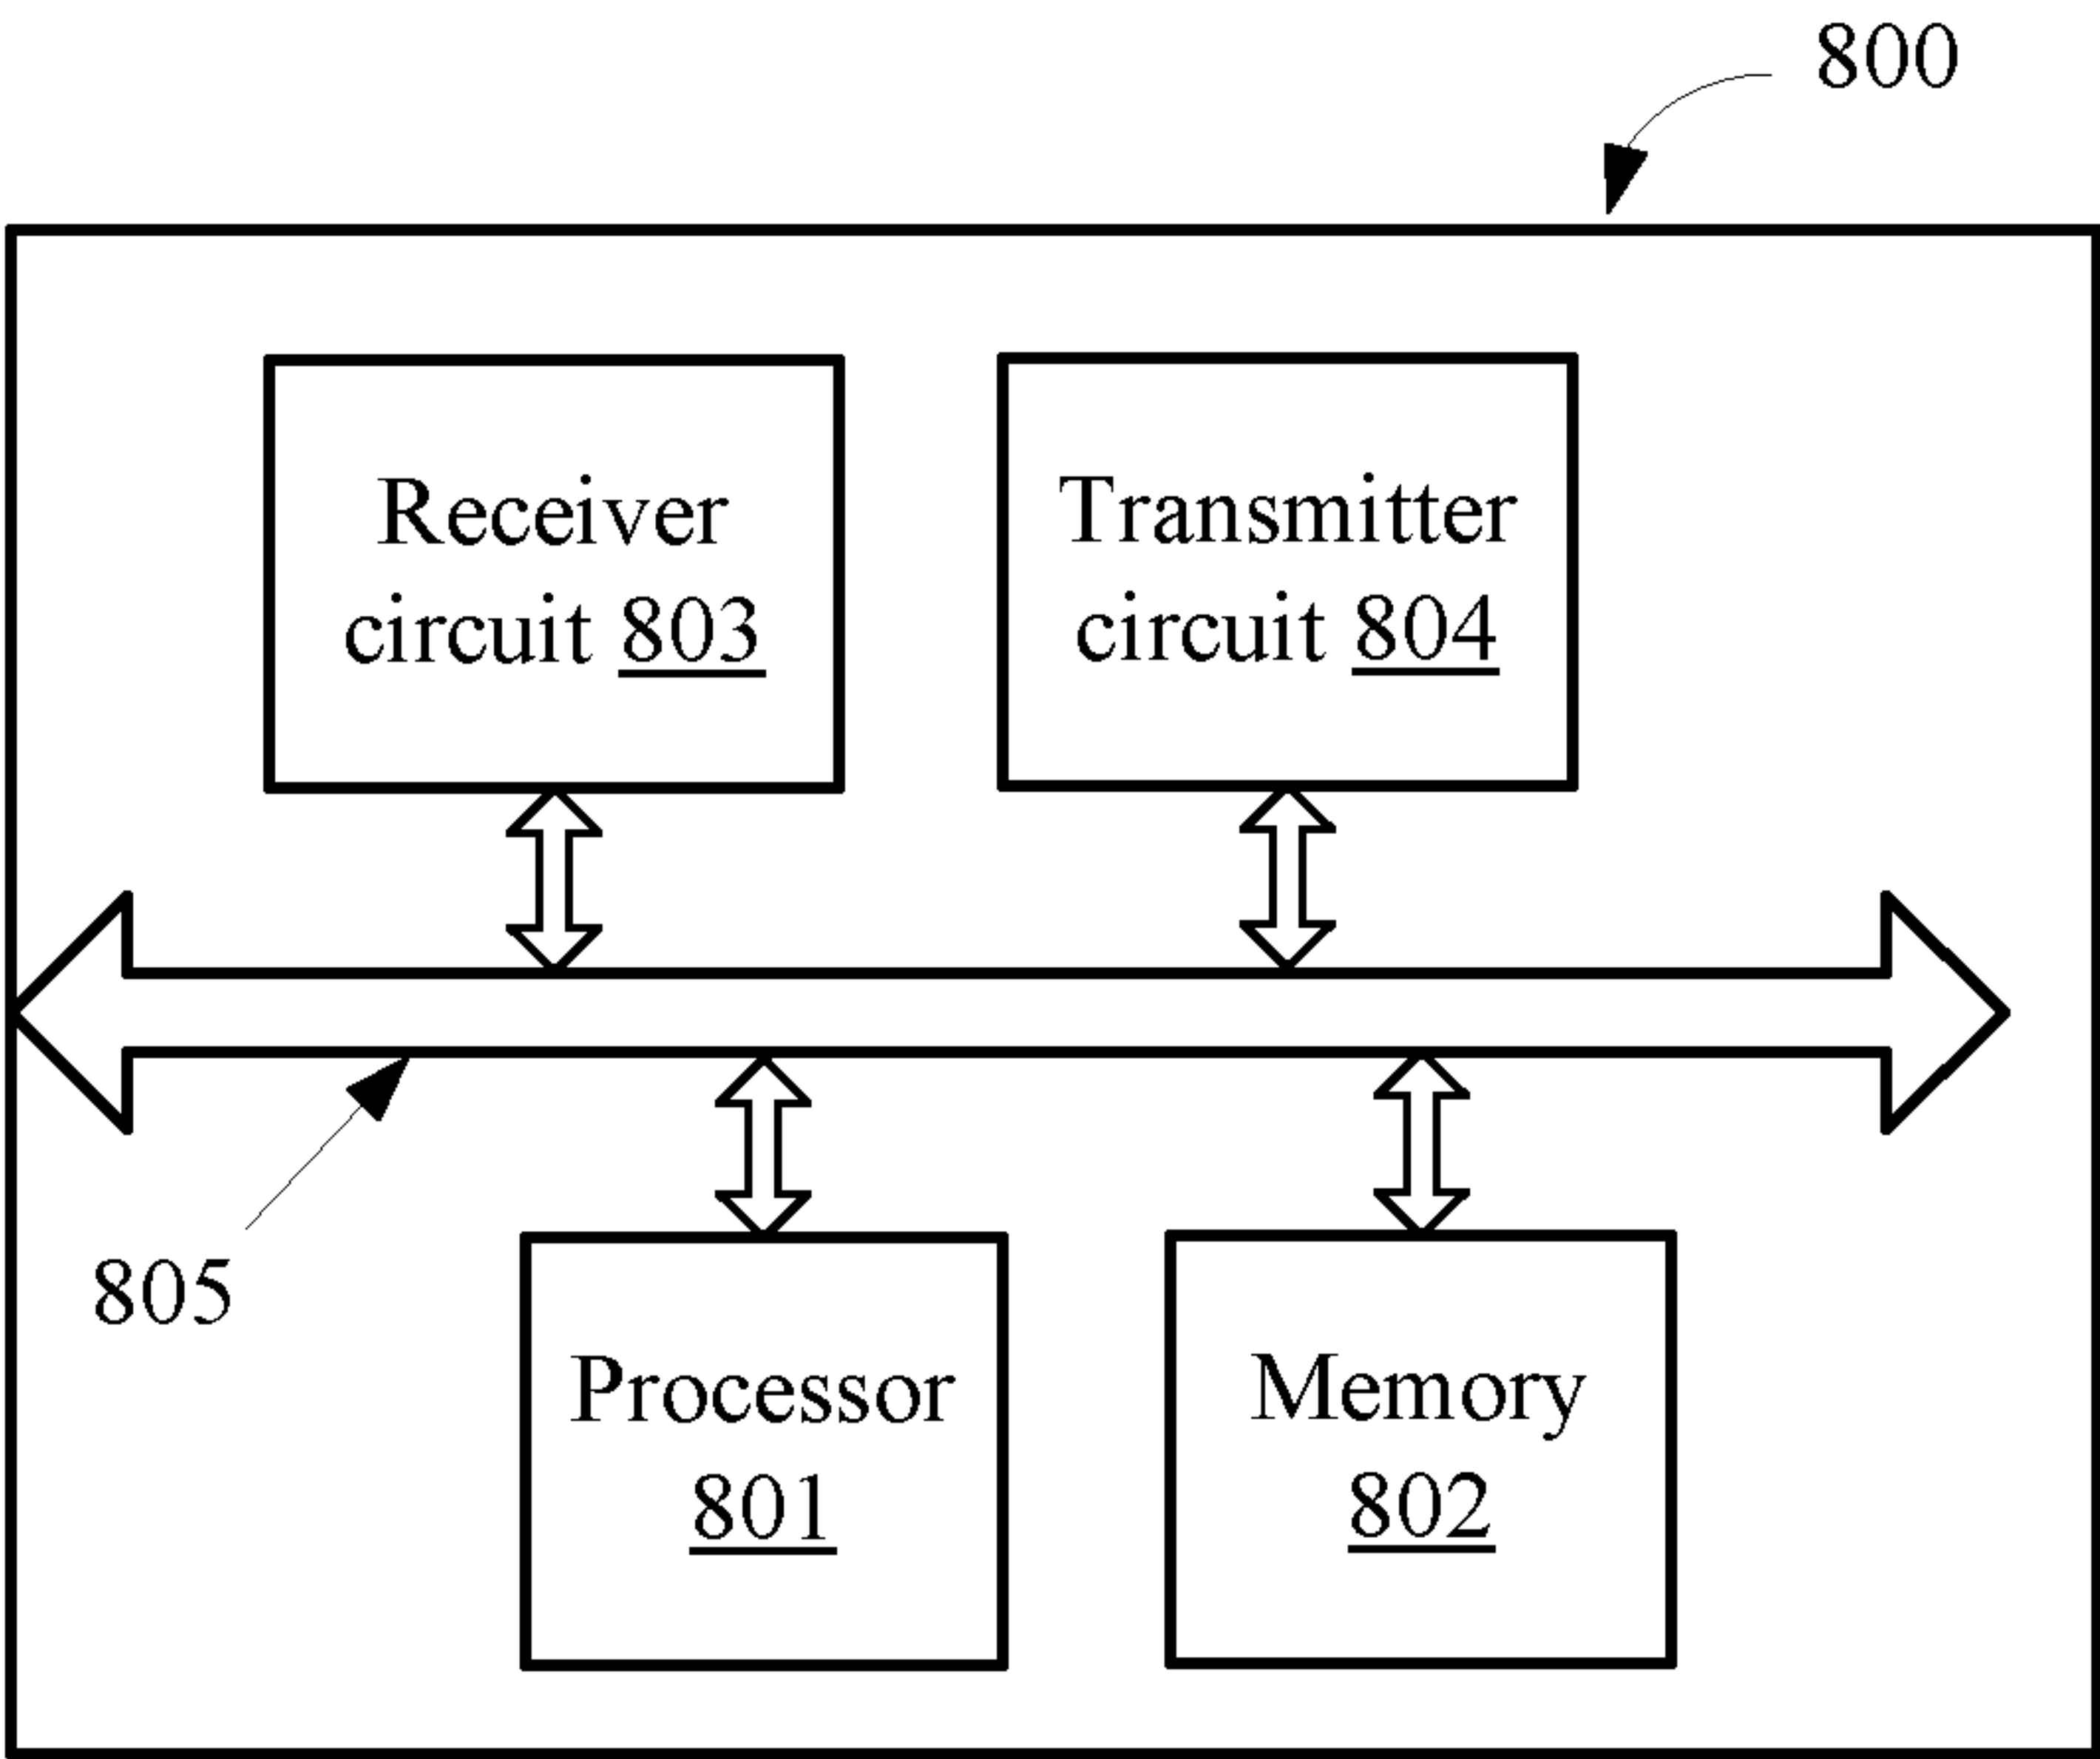 800
Receiver
circuit 803
Transmitter
circuit 804
805
Processor
801
Memory
802